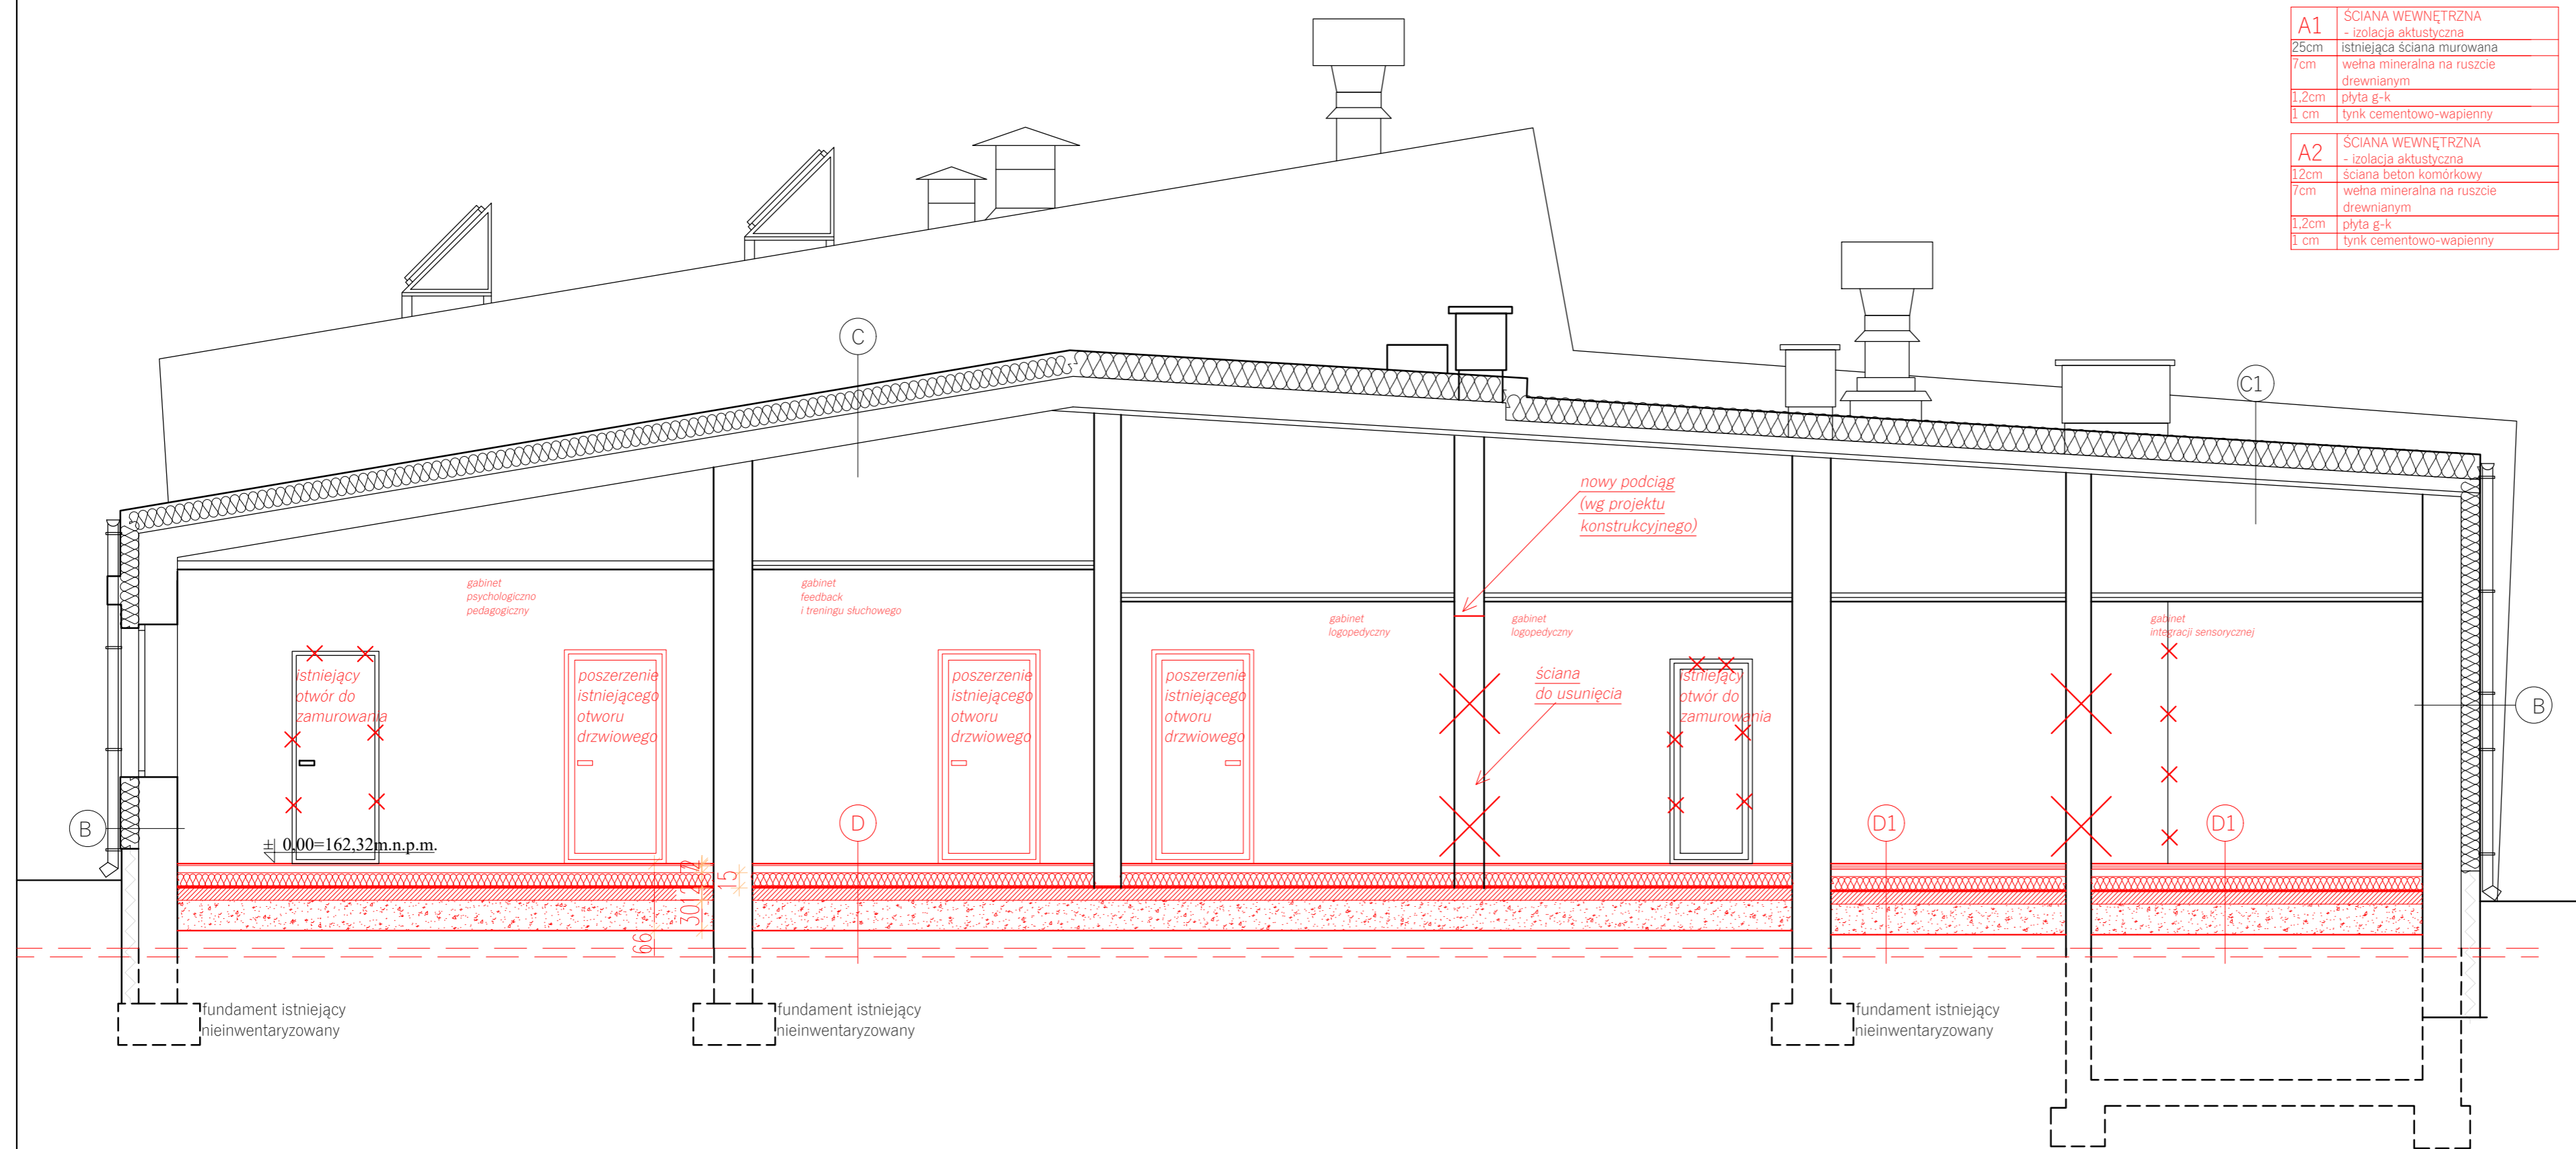 A1 ŚCIANA WEWNĘTRZNA
- izolacja aktustyczna
25cm istniejąca ściana murowana
7cm wełna mineralna na ruszcie
drewnianym
1,2cm płyta g-k
1 cm tynk cementowo-wapienny
A2 ŚCIANA WEWNĘTRZNA
- izolacja aktustyczna
12cm ściana beton komórkowy
7cm wełna mineralna na ruszcie
drewnianym
1,2cm płyta g-k
1 cm tynk cementowo-wapienny
C
C1
nowy podciąg
(wg projektu
konstrukcyjnego)
gabinet
psychologiczno
pedagogiczny
gabinet
feedback
i treningu słuchowego
gabinet
logopedyczny
gabinet
logopedyczny
gabinet
integracji sensorycznej
istniejący
otwór do
zamurowania
poszerzenie
istniejącego
otworu
drzwiowego
poszerzenie
istniejącego
otworu
drzwiowego
poszerzenie
istniejącego
otworu
drzwiowego
ściana
do usunięcia
istniejący
otwór do
zamurowania
B
B
D
D1
D1
± 0,00=162,32m.n.p.m.
15
30
66
fundament istniejący
nieinwentaryzowany
fundament istniejący
nieinwentaryzowany
fundament istniejący
nieinwentaryzowany